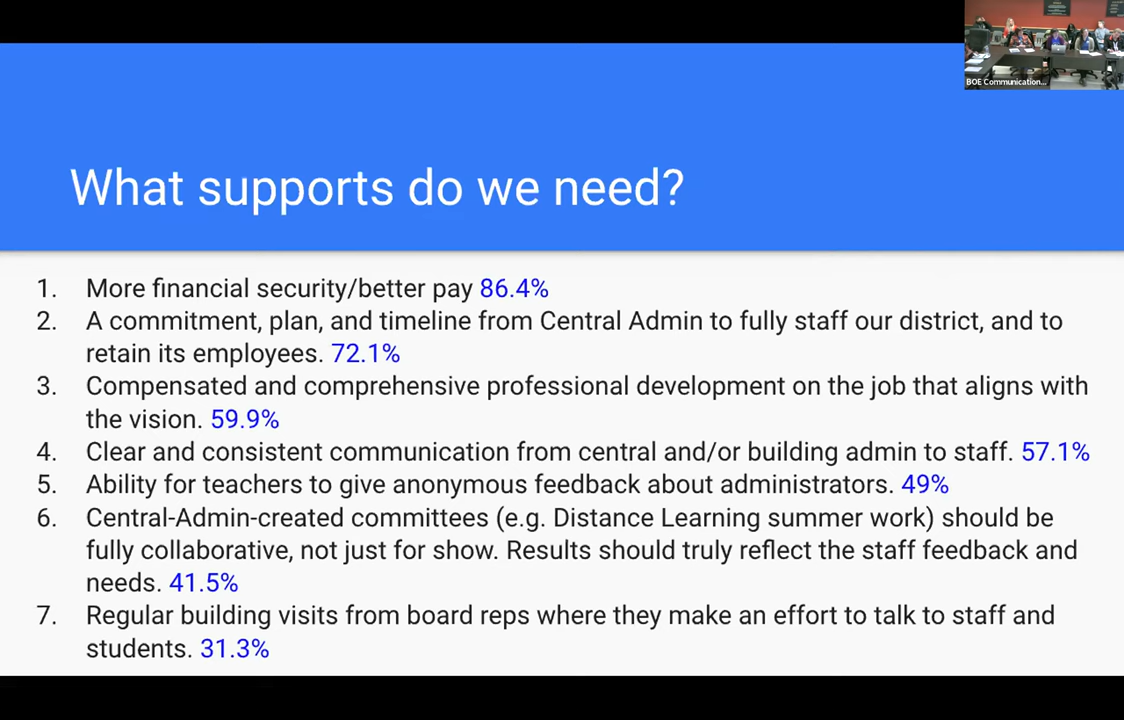 BOE Communication...
What supports do we need?
1. More financial security/better pay 86.4%
2. A commitment, plan, and timeline from Central Admin to fully staff our district, and to
retain its employees. 72.1%
3. Compensated and comprehensive professional development on the job that aligns with
the vision. 59.9%
4. Clear and consistent communication from central and/or building admin to staff. 57.1%
5. Ability for teachers to give anonymous feedback about administrators. 49%
6. Central-Admin-created committees (e.g. Distance Learning summer work) should be
fully collaborative, not just for show. Results should truly reflect the staff feedback and
needs. 41.5%
7. Regular building visits from board reps where they make an effort to talk to staff and
students. 31.3%